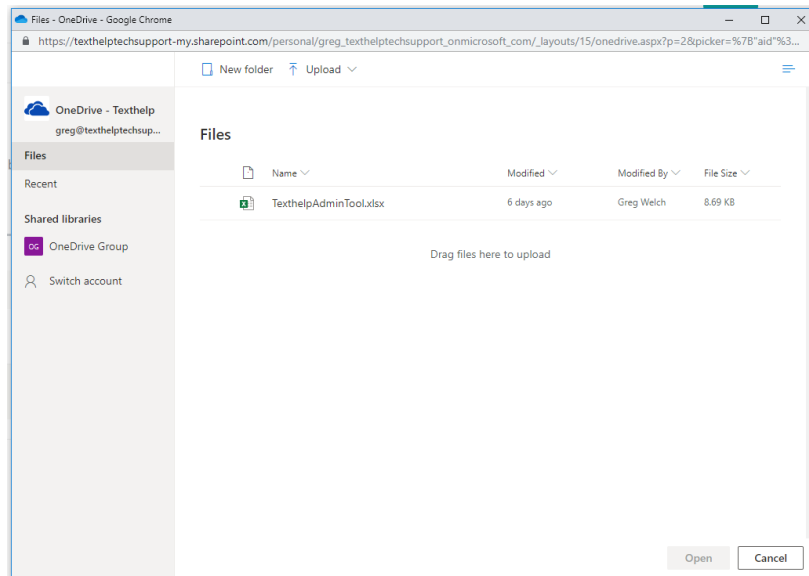 Files - OneDrive - Google Chrome
https://texthelptechsupport-my.sharepoint.com/personal/greg_texthelptechsupport_onmicrosoft_com/_layouts/15/onedrive.aspx?p=2&picker=%7B"aid"%3...
New folder Upload
OneDrive - Texthelp
greg@texthelptechsup...
Files
Recent
Shared libraries
OG OneDrive Group
Switch account
Files
Name Modified Modified By File Size
TexthelpAdminTool.xlsx 6 days ago Greg Welch 8.69 KB
Drag files here to upload
Open Cancel